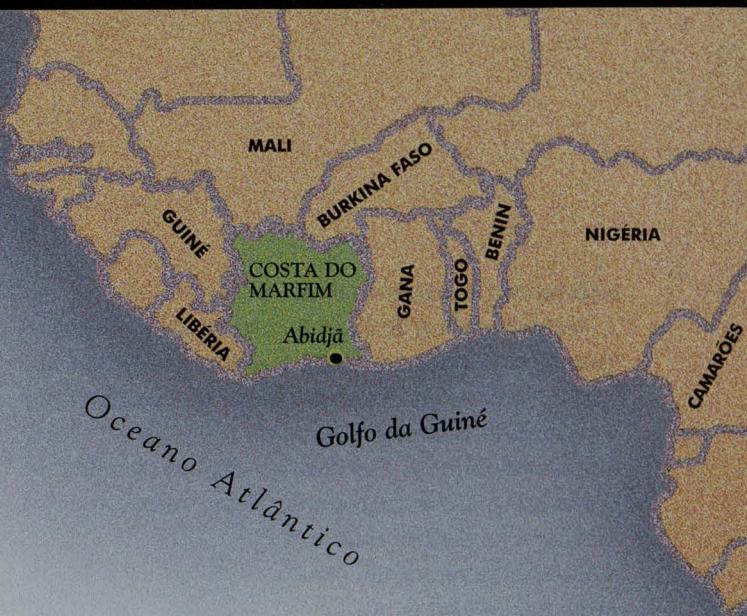 MALI
BURKINA FASO
GUINÉ
BENIN
NIGÉRIA
COSTA DO
MARFIM
GANA
TOGO
LIBÉRIA
Abidjã
CAMARÕES
Golfo da Guiné
Oceano Atlântico